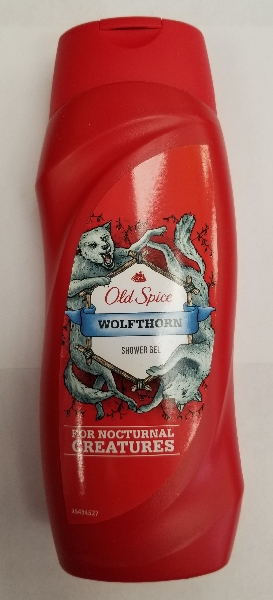 Old Spice
WOLFTHORN
SHOWER GEL
FOR NOCTURNAL
CREATURES